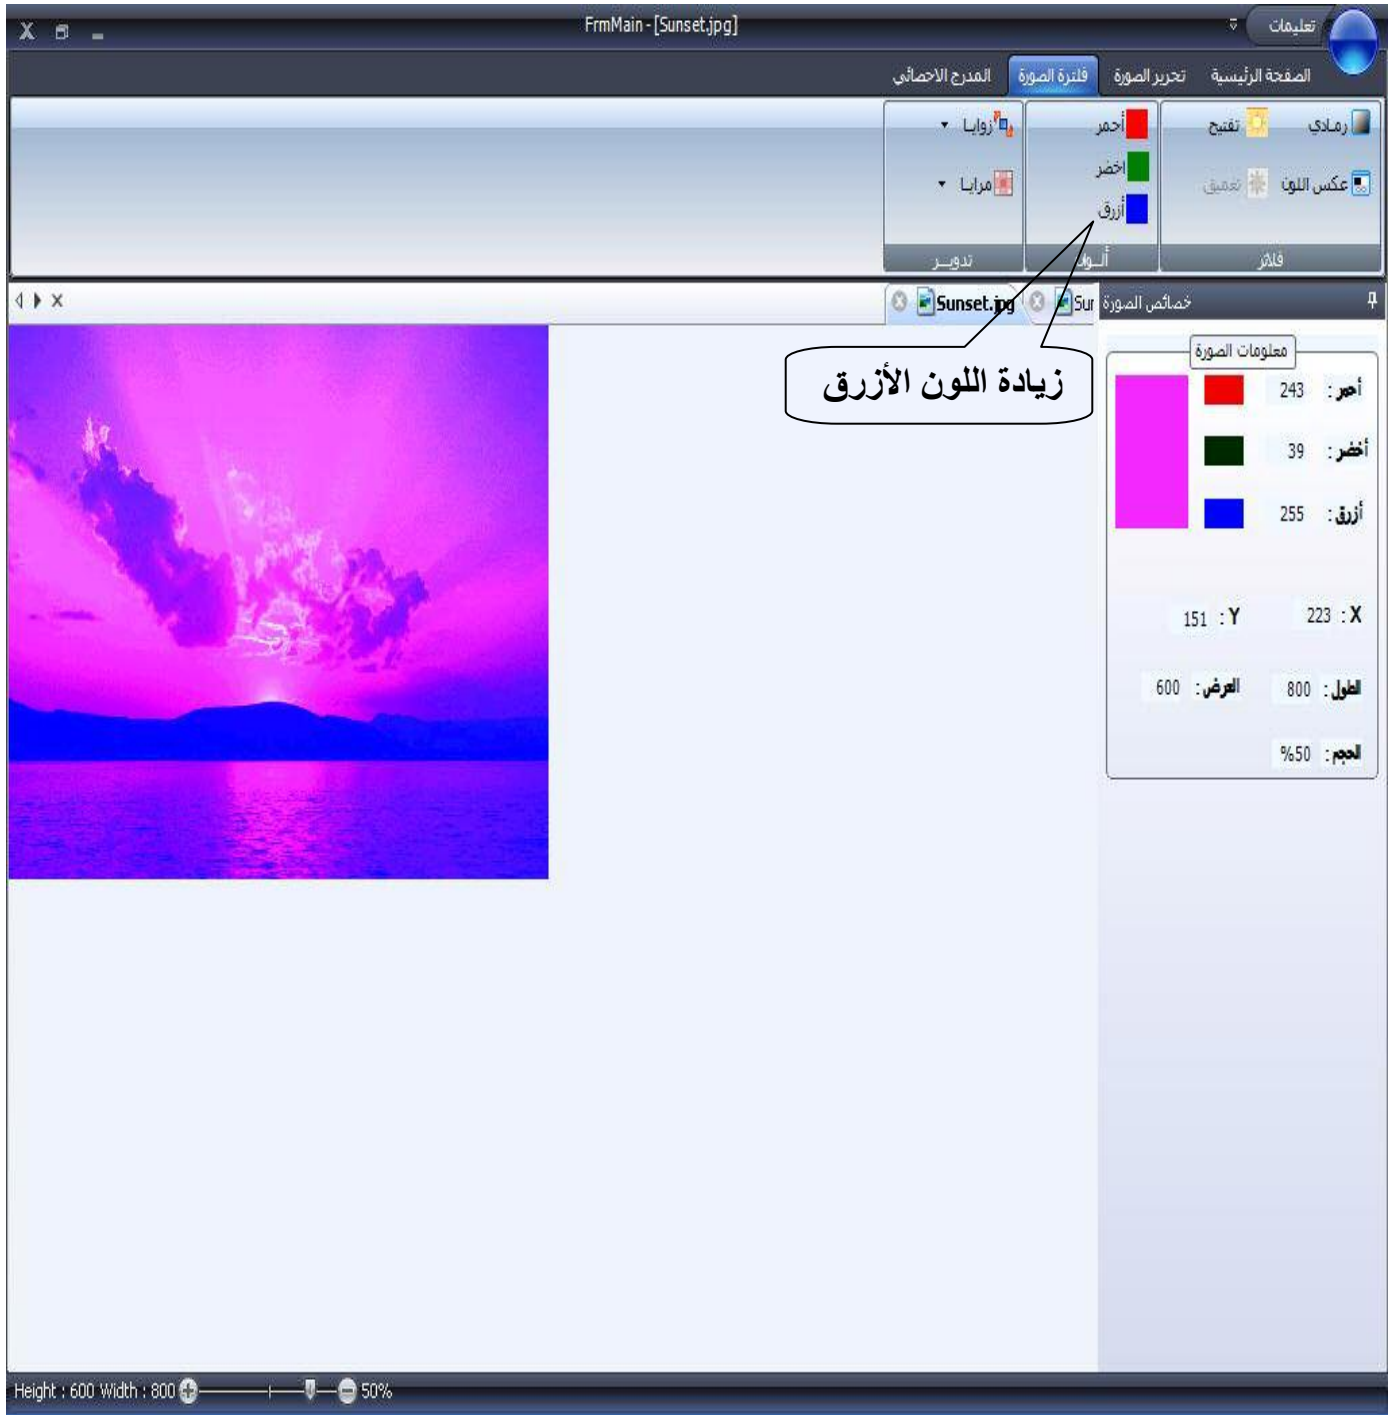 FrmMain - [Sunset.jpg]
تعليمات
الصفحة الرئيسية
تحرير الصورة
فلترة الصورة
المدرج الاحصائي
رمادي
تفتيح
أحمر
زوايا
اخضر
عكس اللون
تعميق
مرايا
أزرق
فلاتر
تدويـــر
خصائص الصورة
Sunset.jpg
Sun
معلومات الصورة
زيادة اللون الأزرق
أحمر : 243
أخضر : 39
أزرق : 255
X : 223
Y : 151
الطول : 800
العرض : 600
الحجم : 50%
Height : 600 Width : 800
50%